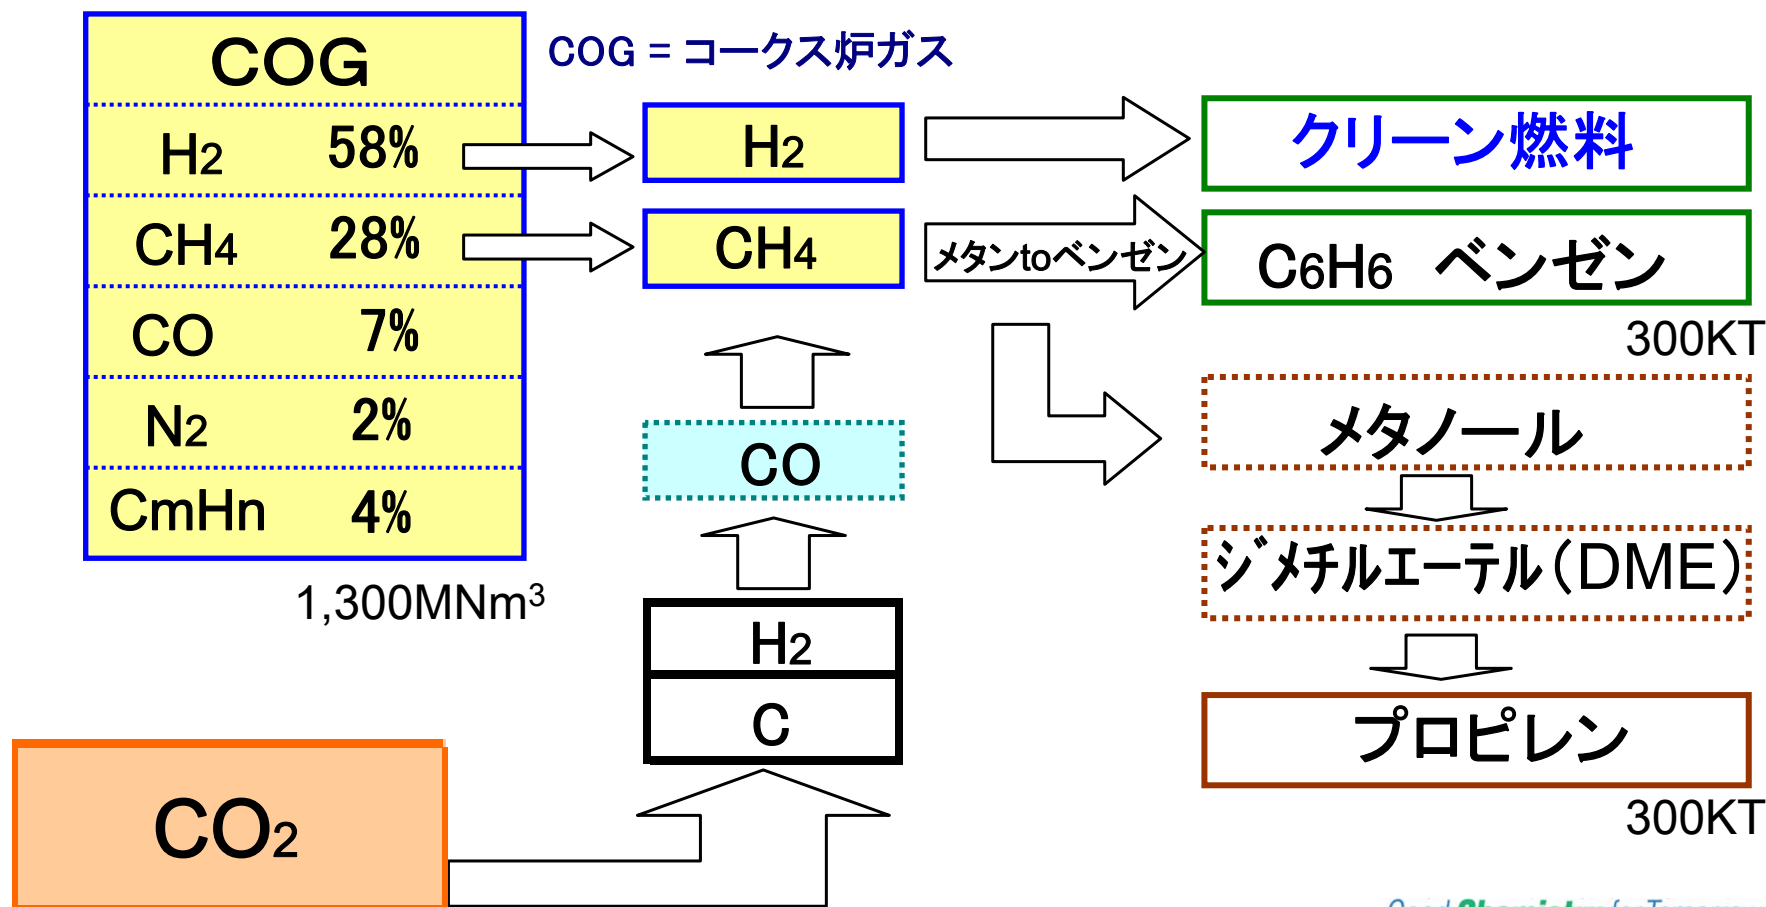 COG
COG = コークス炉ガス
H2 58%
CH4 28%
CO 7%
N2 2%
CmHn 4%
1,300MNm³
H2
CH4
メタンtoベンゼン
CO
H2
C
CO2
クリーン燃料
C6H6 ベンゼン
300KT
メタノール
ジメチルエーテル(DME)
プロピレン
300KT